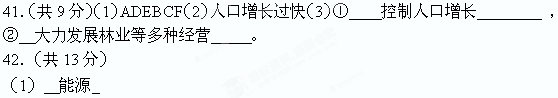 41.(共 9 分)(1)ADEBCF(2)人口增长过快(3)①____控制人口增长________ ,
②__大力发展林业等多种经营_____。
42.(共 13 分)
(1) __能源_